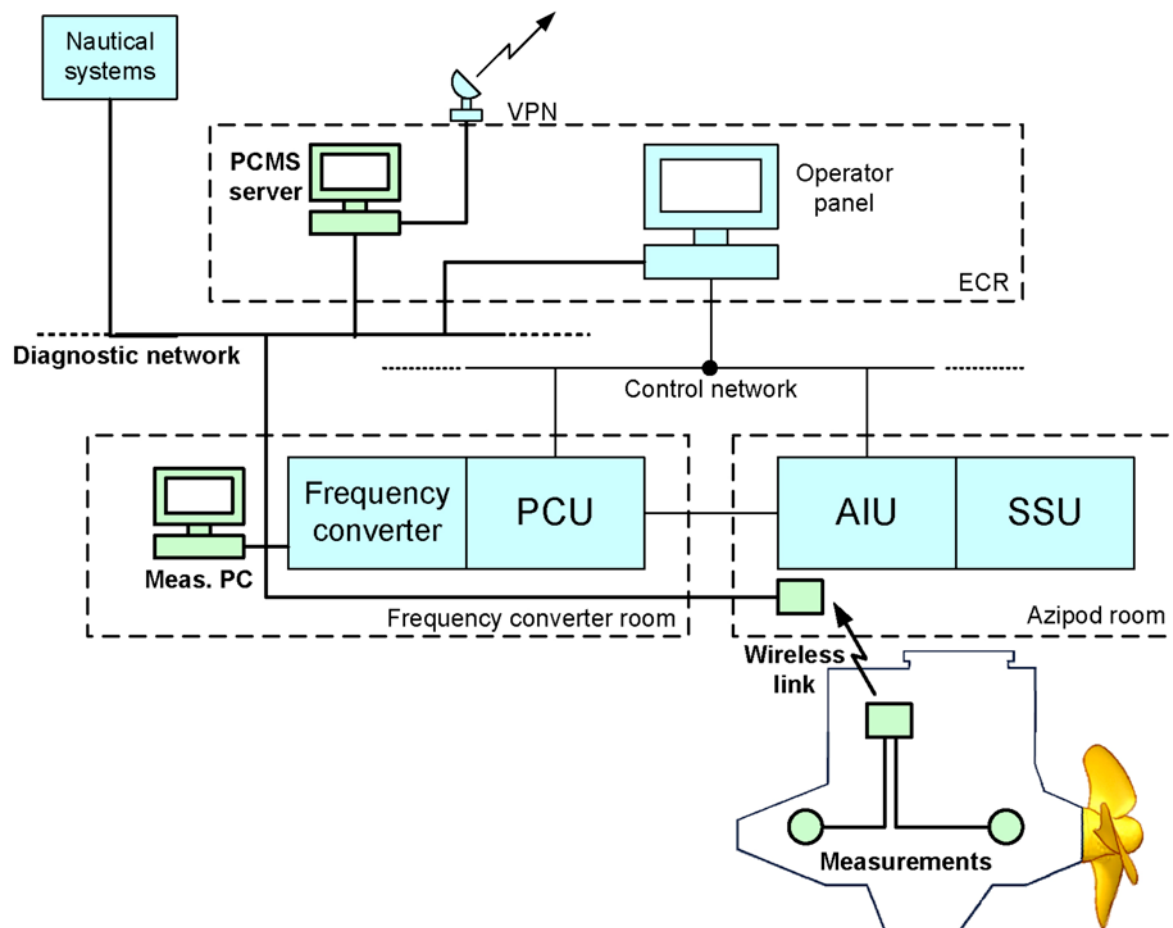 Nautical
systems
VPN
PCMS
server
Operator
panel
ECR
Diagnostic network
Control network
Frequency
converter
PCU
AIU
SSU
Meas. PC
Frequency converter room
Azipod room
Wireless
link
Measurements